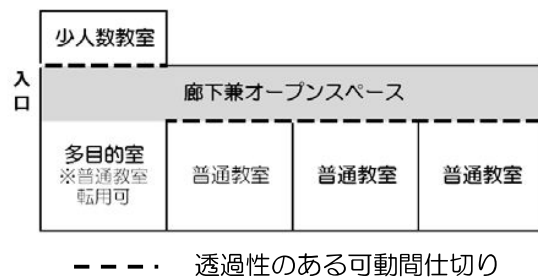 少人数教室
入口
廊下兼オープンスペース
多目的室
※普通教室
転用可
普通教室
普通教室
普通教室
透過性のある可動間仕切り